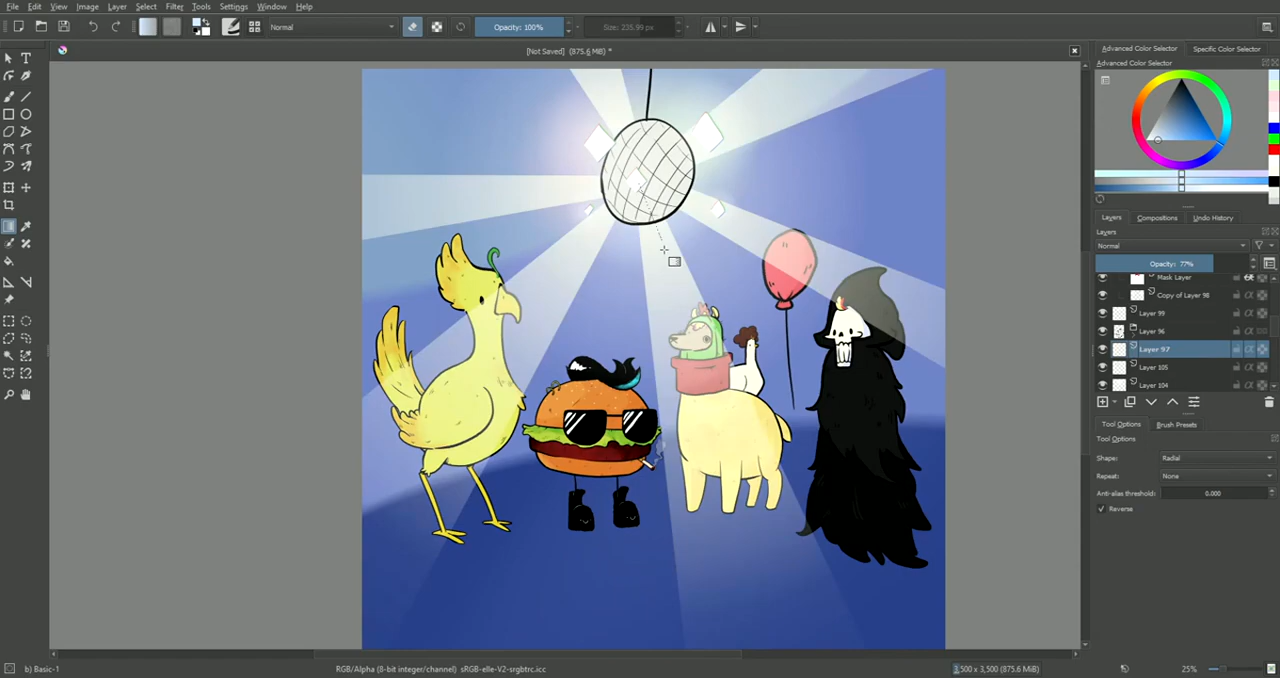 File Edit View Image Layer Select Filter Tools Settings Window Help
Normal
Opacity: 100%
Size: 235.99 px
[Not Saved] (875.6 MiB) *
Advanced Color Selector
Specific Color Selector
Advanced Color Selector
Layers
Compositions
Undo History
Layers
Normal
Opacity: 77%
Mask Layer
Copy of Layer 98
Layer 99
Layer 96
Layer 97
Layer 105
Layer 104
Tool Options
Brush Presets
Tool Options
Shape:
Radial
Repeat:
None
Anti-alias threshold:
0.000
Reverse
b) Basic-1
RGB/Alpha (8-bit integer/channel) sRGB-elle-V2-srgbtrc.icc
3,500 x 3,500 (875.6 MiB)
25%